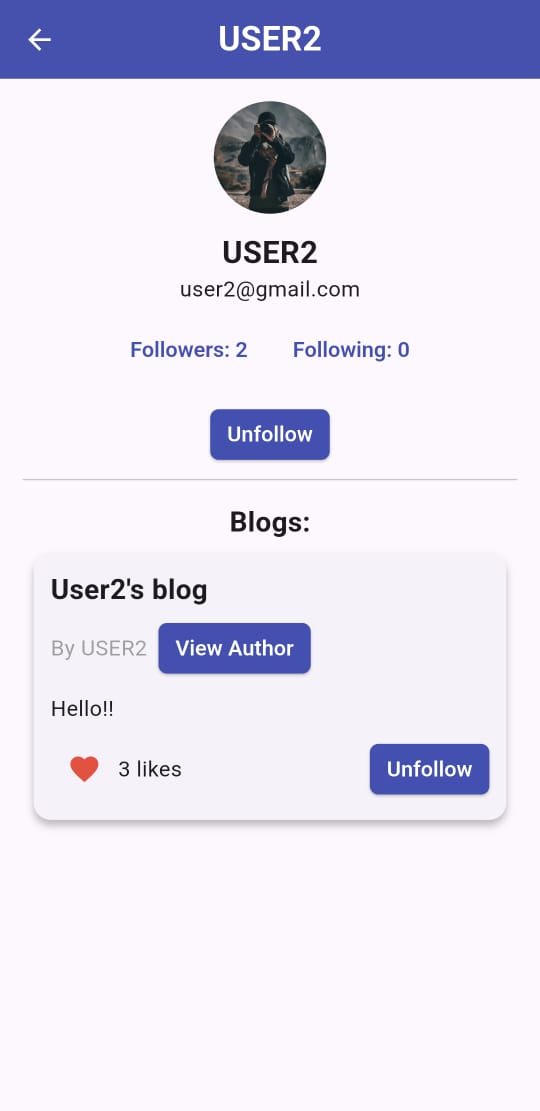 USER2
USER2
user2@gmail.com
Followers: 2 Following: 0
Unfollow
Blogs:
User2's blog
By USER2 View Author
Hello!!
3 likes Unfollow